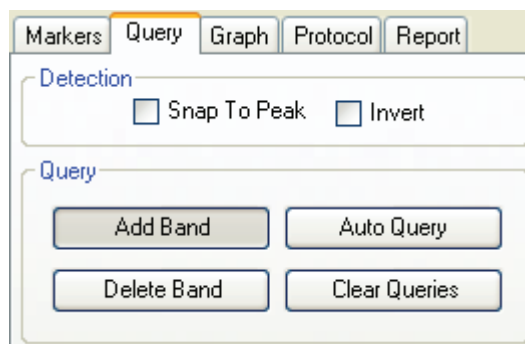 Markers Query Graph Protocol Report
Detection
Snap To Peak Invert
Query
Add Band Auto Query
Delete Band Clear Queries